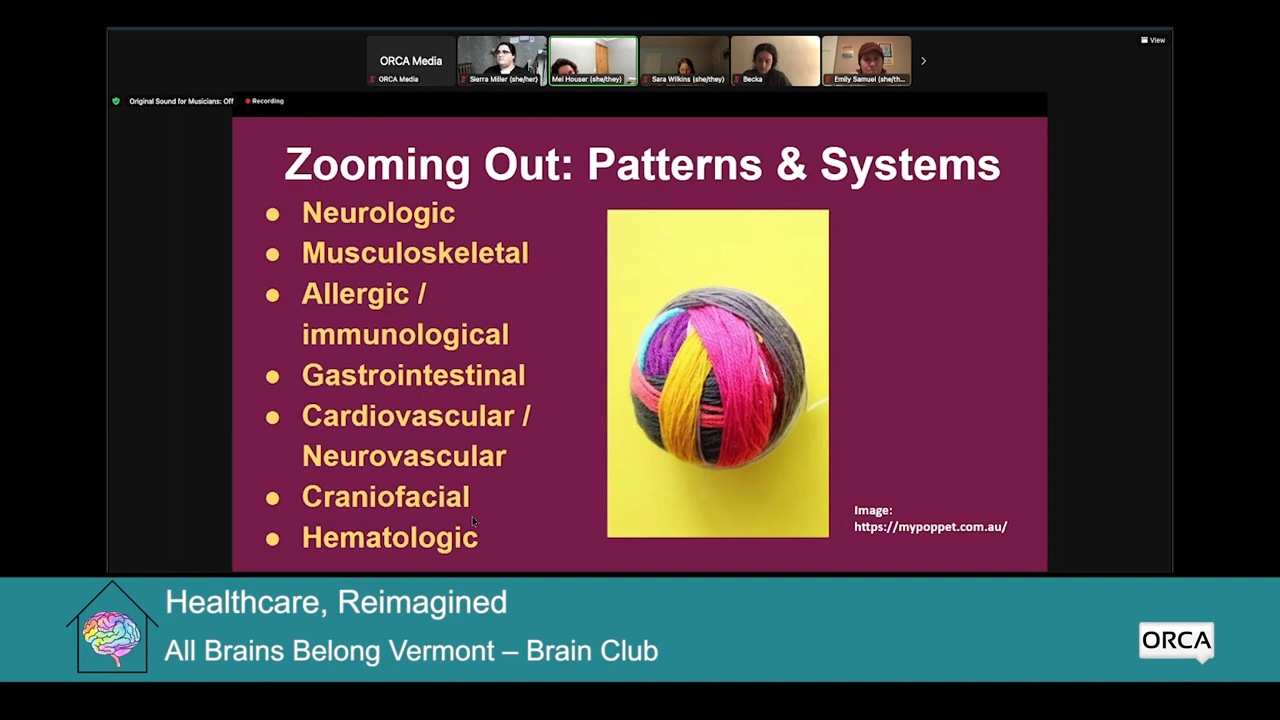 ORCA Media
ORCA Media
Sierra Miller (she/her)
Mel Houser (she/they)
Sara Wilkins (she/they)
Becka
Emily Samuel (she/th...
View
Original Sound for Musicians: Off
Recording
Zooming Out: Patterns & Systems
● Neurologic
● Musculoskeletal
● Allergic /
immunological
● Gastrointestinal
● Cardiovascular /
Neurovascular
● Craniofacial
● Hematologic
Image:
https://mypoppet.com.au/
Healthcare, Reimagined
All Brains Belong Vermont – Brain Club
ORCA